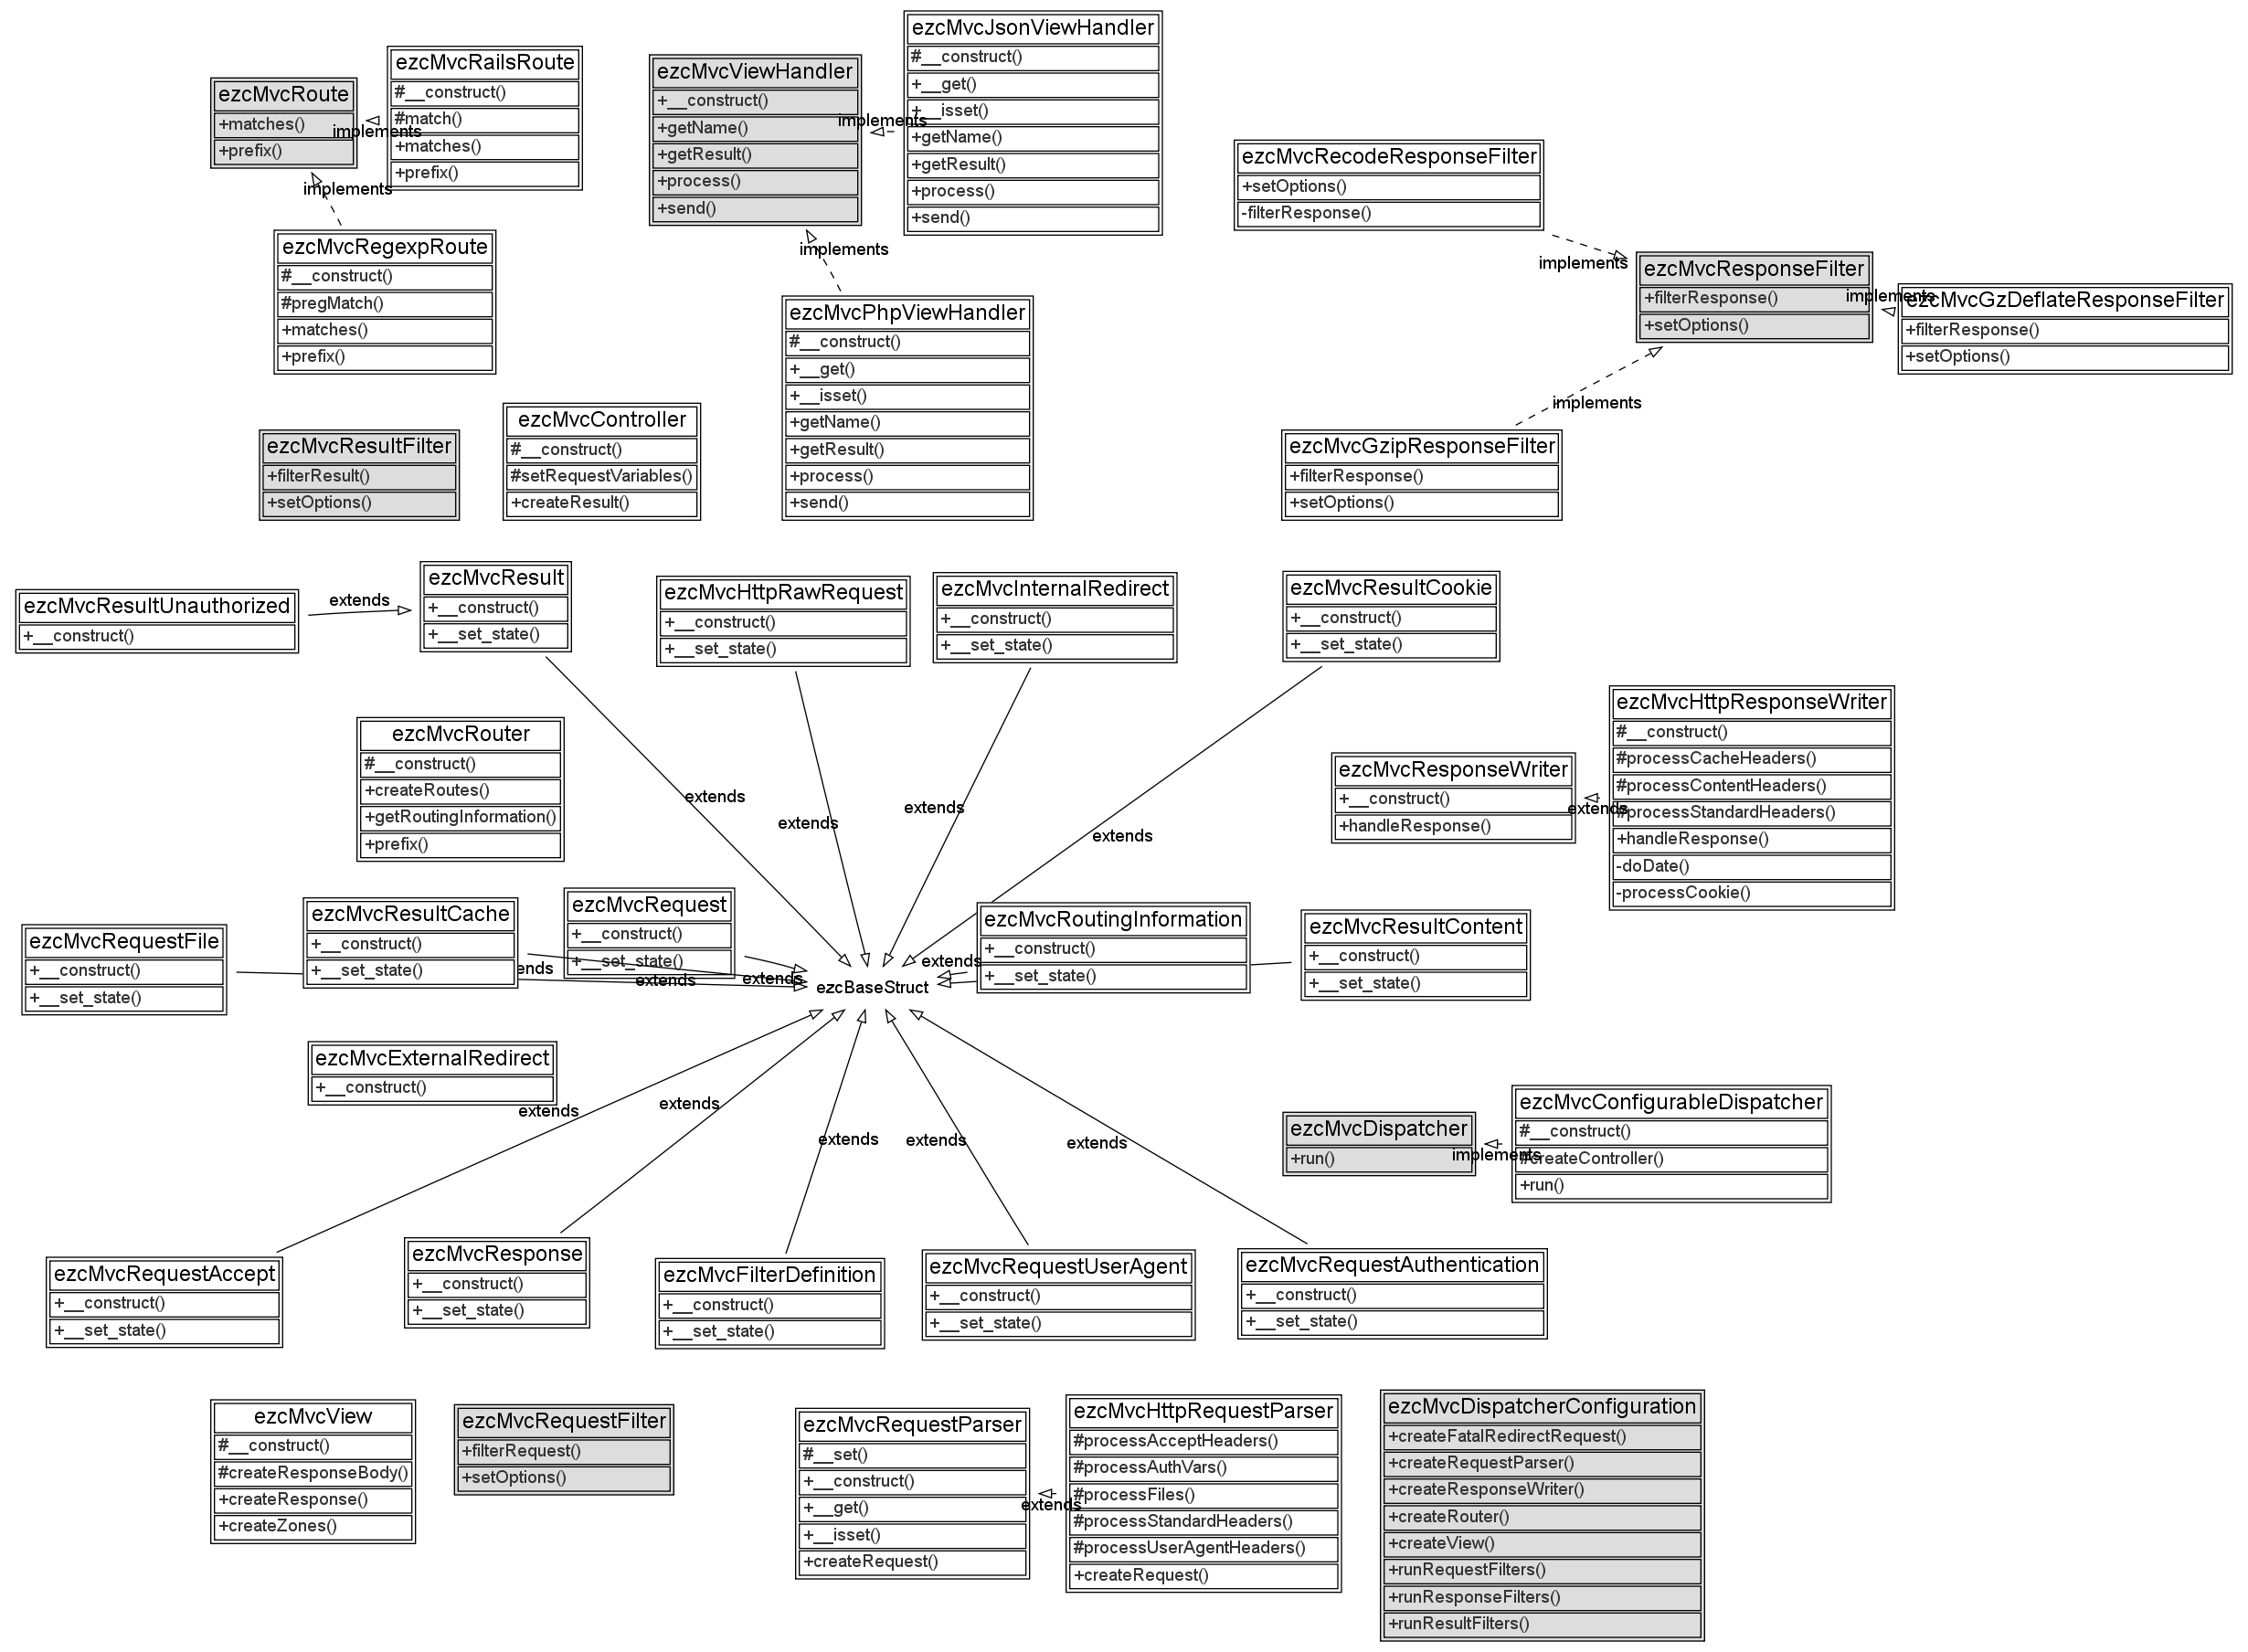 ezcMvcRoute
+matches()
+prefix()
implements
ezcMvcRailsRoute
#__construct()
#match()
+matches()
+prefix()
implements
ezcMvcRegexpRoute
#__construct()
#pregMatch()
+matches()
+prefix()
ezcMvcViewHandler
+__construct()
+getName()
+getResult()
+process()
+send()
implements
ezcMvcJsonViewHandler
#__construct()
+__get()
+__isset()
+getName()
+getResult()
+process()
+send()
implements
ezcMvcPhpViewHandler
#__construct()
+__get()
+__isset()
+getName()
+getResult()
+process()
+send()
ezcMvcRecodeResponseFilter
+setOptions()
-filterResponse()
implements
ezcMvcResponseFilter
+filterResponse()
+setOptions()
implements
ezcMvcGzDeflateResponseFilter
+filterResponse()
+setOptions()
implements
ezcMvcGzipResponseFilter
+filterResponse()
+setOptions()
ezcMvcResultFilter
+filterResult()
+setOptions()
ezcMvcController
#__construct()
#setRequestVariables()
+createResult()
ezcMvcResultUnauthorized
+__construct()
extends
ezcMvcResult
+__construct()
+__set_state()
ezcMvcHttpRawRequest
+__construct()
+__set_state()
ezcMvcInternalRedirect
+__construct()
+__set_state()
ezcMvcResultCookie
+__construct()
+__set_state()
ezcMvcRouter
#__construct()
+createRoutes()
+getRoutingInformation()
+prefix()
extends
extends
extends
extends
ezcMvcResponseWriter
+__construct()
+handleResponse()
extends
ezcMvcHttpResponseWriter
#__construct()
#processCacheHeaders()
#processContentHeaders()
#processStandardHeaders()
+handleResponse()
-doDate()
-processCookie()
ezcMvcRequestFile
+__construct()
+__set_state()
ezcMvcResultCache
+__construct()
+__set_state()
ends
ezcMvcRequest
+__construct()
+__set_state()
extends
extends
ezcBaseStruct
extends
ezcMvcRoutingInformation
+__construct()
+__set_state()
ezcMvcResultContent
+__construct()
+__set_state()
ezcMvcExternalRedirect
+__construct()
extends
extends
extends
extends
extends
ezcMvcDispatcher
+run()
implements
ezcMvcConfigurableDispatcher
#__construct()
#createController()
+run()
ezcMvcRequestAccept
+__construct()
+__set_state()
ezcMvcResponse
+__construct()
+__set_state()
ezcMvcFilterDefinition
+__construct()
+__set_state()
ezcMvcRequestUserAgent
+__construct()
+__set_state()
ezcMvcRequestAuthentication
+__construct()
+__set_state()
ezcMvcView
#__construct()
#createResponseBody()
+createResponse()
+createZones()
ezcMvcRequestFilter
+filterRequest()
+setOptions()
ezcMvcRequestParser
#__set()
+__construct()
+__get()
+__isset()
+createRequest()
extends
ezcMvcHttpRequestParser
#processAcceptHeaders()
#processAuthVars()
#processFiles()
#processStandardHeaders()
#processUserAgentHeaders()
+createRequest()
ezcMvcDispatcherConfiguration
+createFatalRedirectRequest()
+createRequestParser()
+createResponseWriter()
+createRouter()
+createView()
+runRequestFilters()
+runResponseFilters()
+runResultFilters()